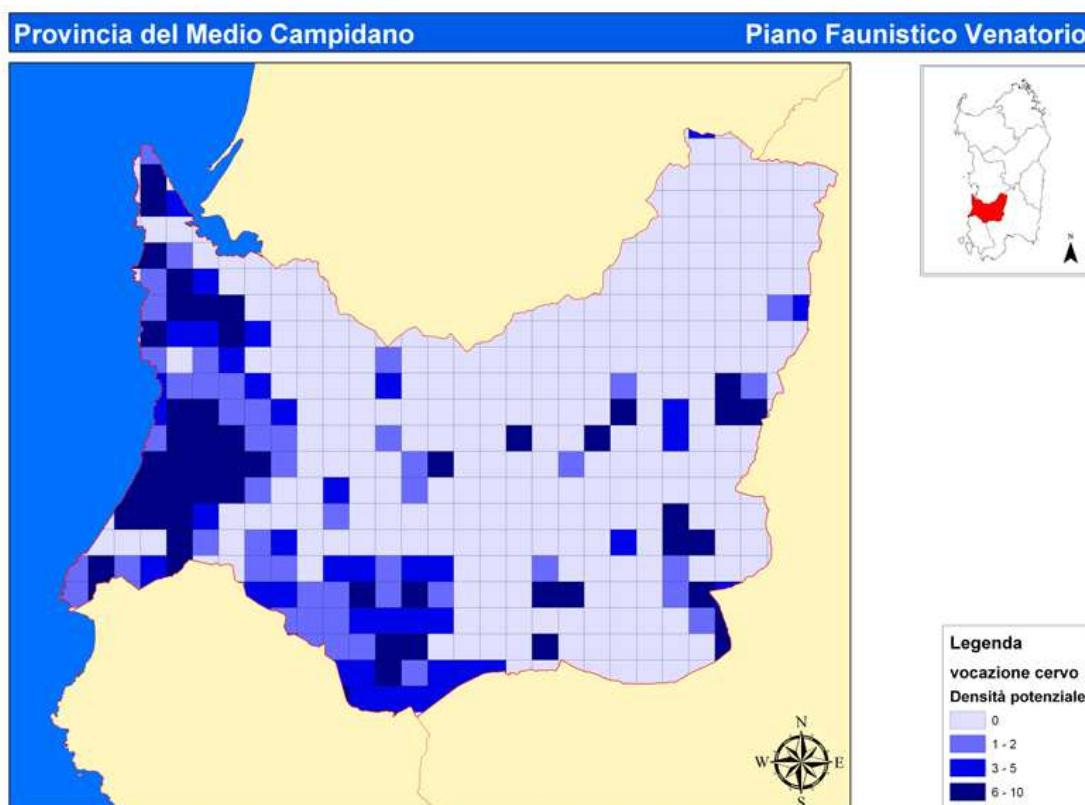 Provincia del Medio Campidano
Piano Faunistico Venatorio
N
N
W E
S
Legenda
vocazione cervo
Densità potenziale
0
1 - 2
3 - 5
6 - 10